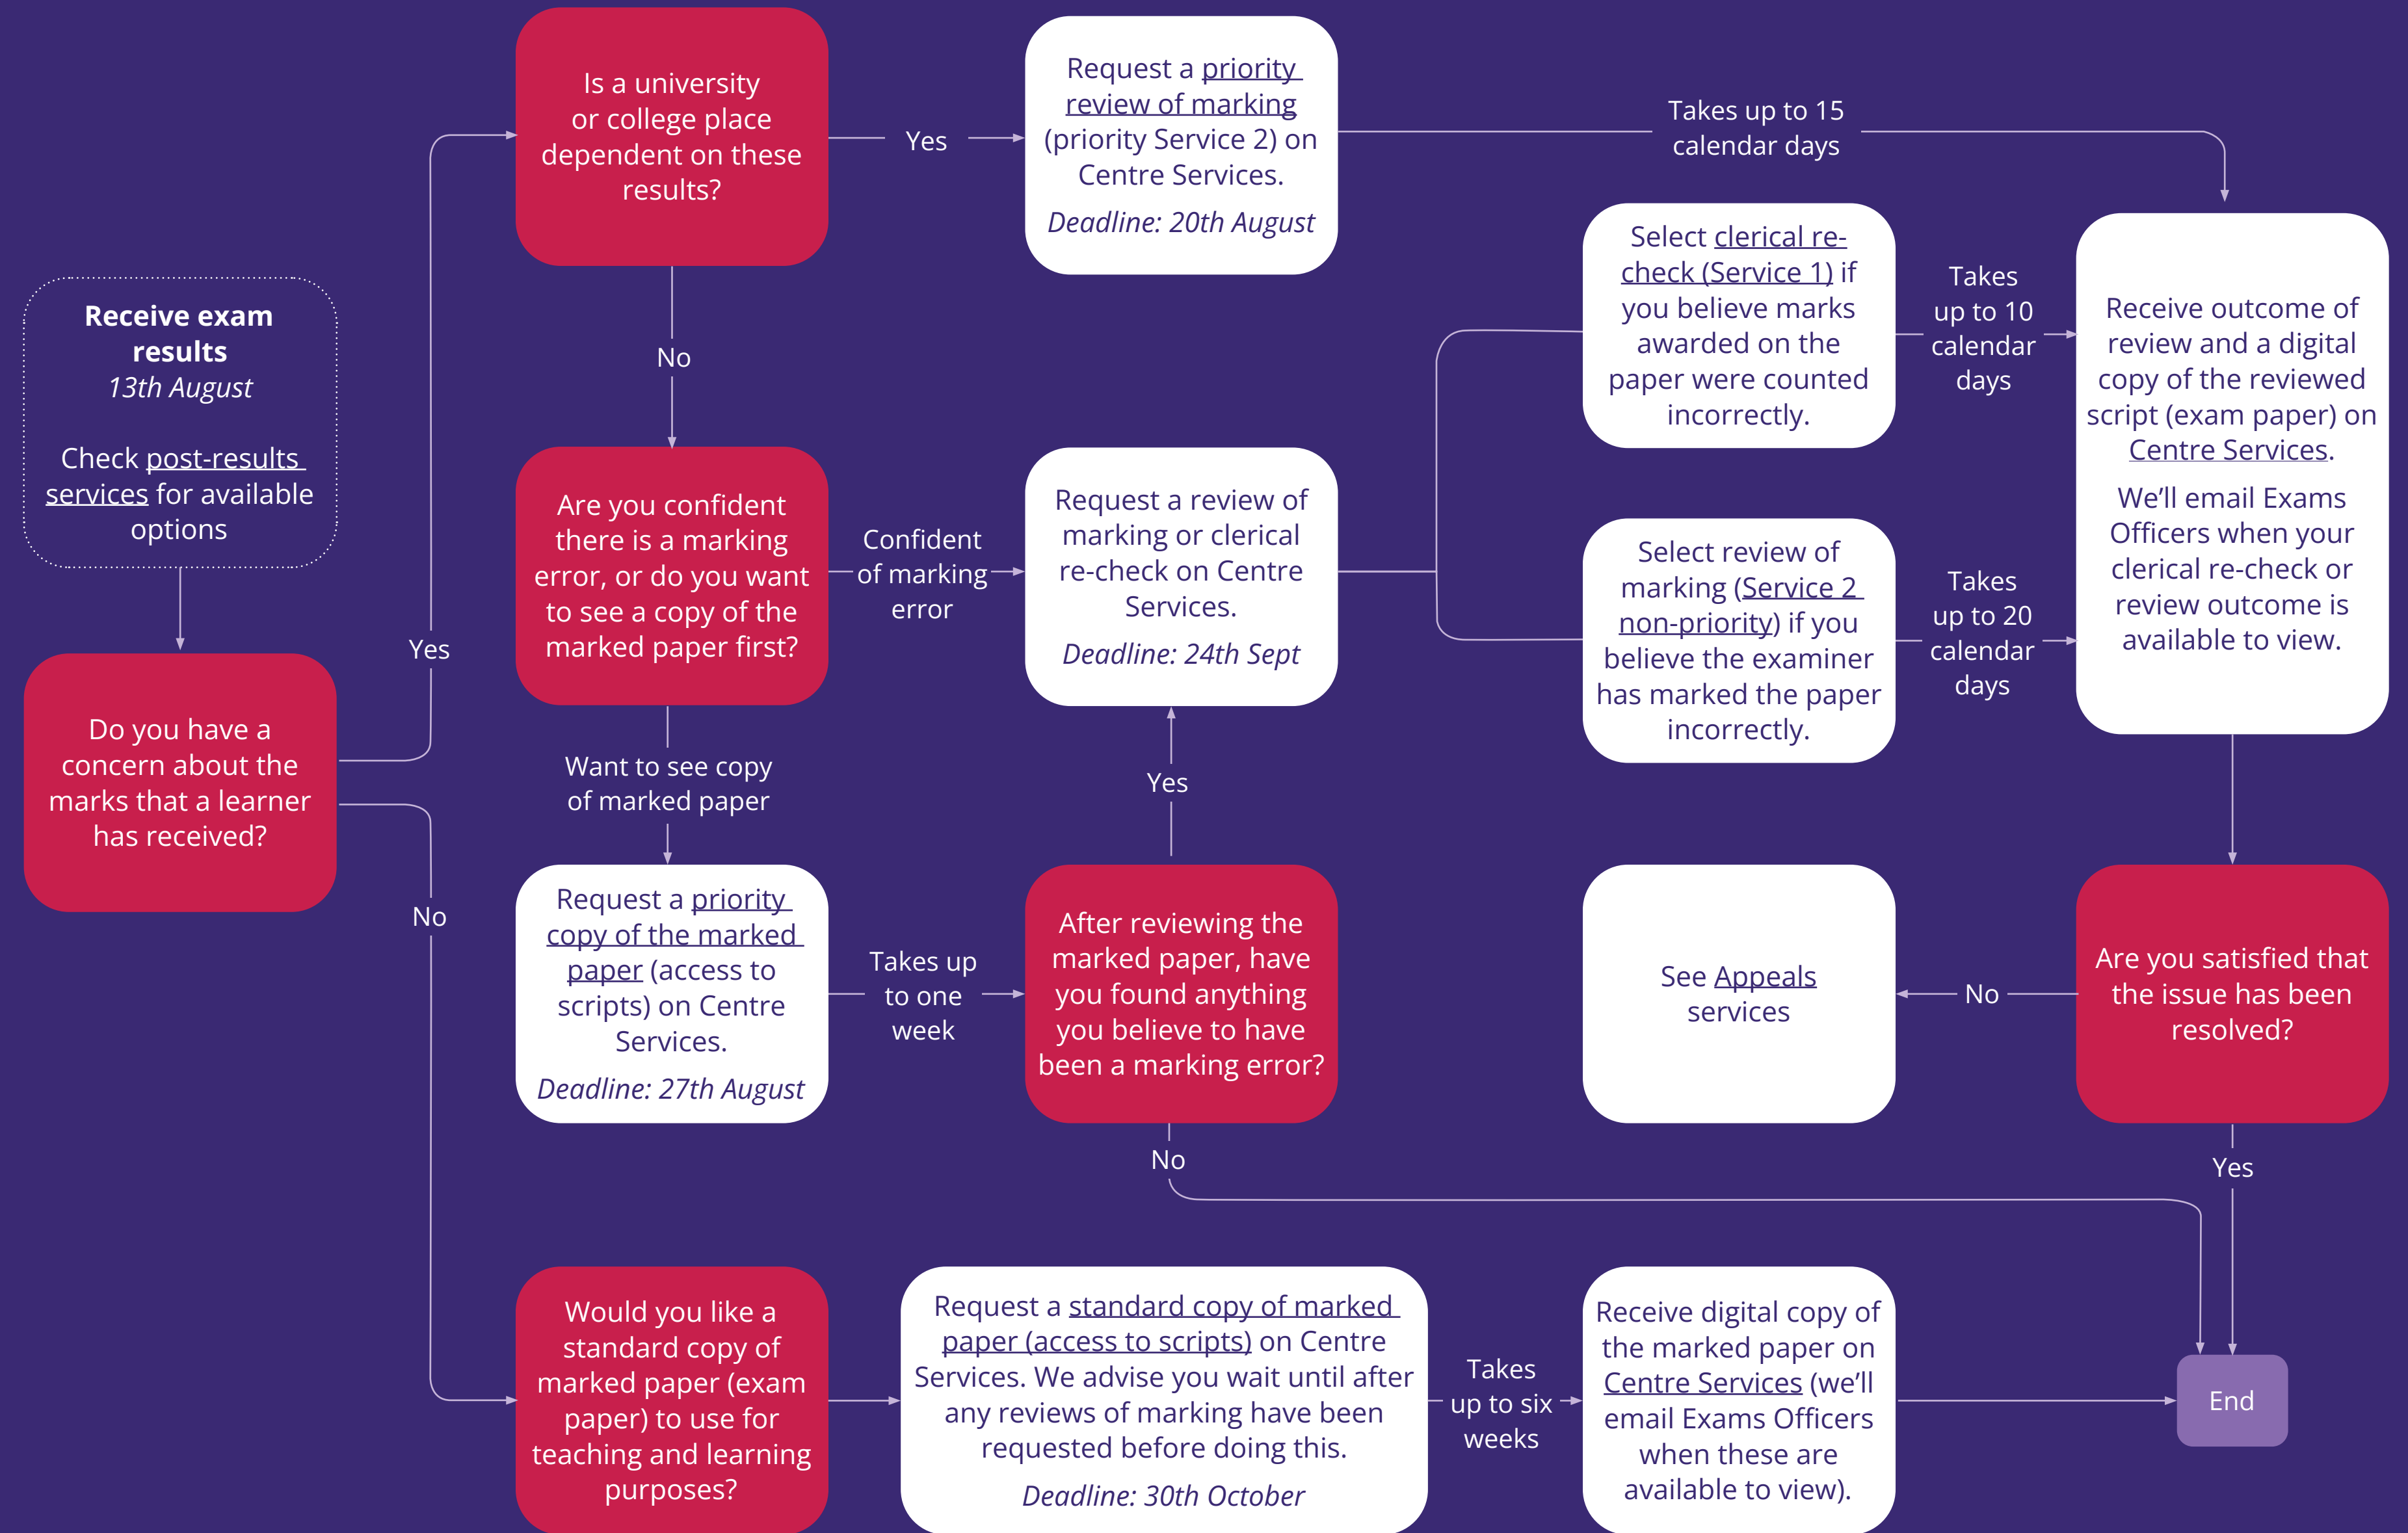 Receive exam
results
13th August
Check post-results
services for available
options
Do you have a
concern about the
marks that a learner
has received?
Yes
No
Is a university
or college place
dependent on these
results?
Yes
No
Request a priority
review of marking
(priority Service 2) on
Centre Services.
Deadline: 20th August
Takes up to 15
calendar days
Are you confident
there is a marking
error, or do you want
to see a copy of the
marked paper first?
Confident
of marking
error
Want to see copy
of marked paper
Request a review of
marking or clerical
re-check on Centre
Services.
Deadline: 24th Sept
Select clerical re-
check (Service 1) if
you believe marks
awarded on the
paper were counted
incorrectly.
Takes
up to 10
calendar
days
Select review of
marking (Service 2
non-priority) if you
believe the examiner
has marked the paper
incorrectly.
Takes
up to 20
calendar
days
Receive outcome of
review and a digital
copy of the reviewed
script (exam paper) on
Centre Services.
We’ll email Exams
Officers when your
clerical re-check or
review outcome is
available to view.
Request a priority
copy of the marked
paper (access to
scripts) on Centre
Services.
Deadline: 27th August
Takes up
to one
week
After reviewing the
marked paper, have
you found anything
you believe to have
been a marking error?
Yes
No
See Appeals
services
No
Are you satisfied that
the issue has been
resolved?
Yes
Would you like a
standard copy of
marked paper (exam
paper) to use for
teaching and learning
purposes?
Request a standard copy of marked
paper (access to scripts) on Centre
Services. We advise you wait until after
any reviews of marking have been
requested before doing this.
Deadline: 30th October
Takes
up to six
weeks
Receive digital copy of
the marked paper on
Centre Services (we’ll
email Exams Officers
when these are
available to view).
End